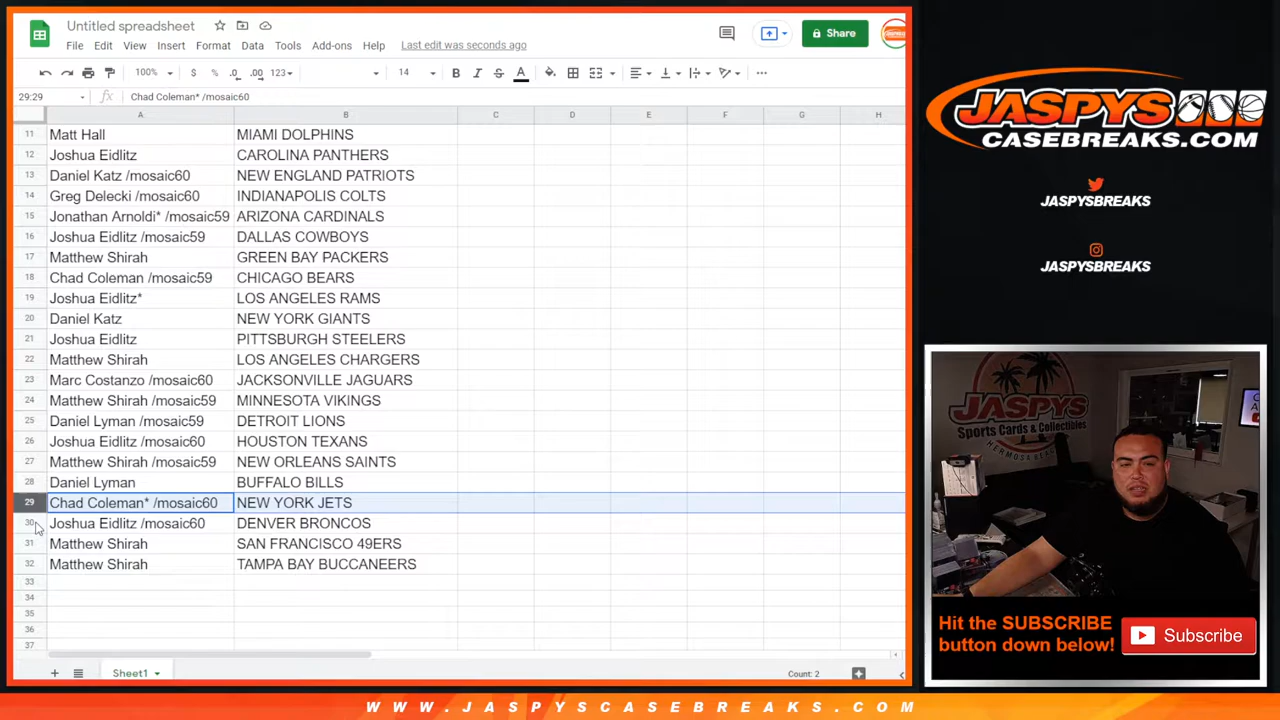 Untitled spreadsheet
File Edit View Insert Format Data Tools Add-ons Help Last edit was seconds ago
Share
100% $ % .0 .00 123 14 B I S A
29:29 fx Chad Coleman* /mosaic60
A B C D E F G H
11 Matt Hall MIAMI DOLPHINS
12 Joshua Eidlitz CAROLINA PANTHERS
13 Daniel Katz /mosaic60 NEW ENGLAND PATRIOTS
14 Greg Delecki /mosaic60 INDIANAPOLIS COLTS
15 Jonathan Arnoldi* /mosaic59 ARIZONA CARDINALS
16 Joshua Eidlitz /mosaic59 DALLAS COWBOYS
17 Matthew Shirah GREEN BAY PACKERS
18 Chad Coleman /mosaic59 CHICAGO BEARS
19 Joshua Eidlitz* LOS ANGELES RAMS
20 Daniel Katz NEW YORK GIANTS
21 Joshua Eidlitz PITTSBURGH STEELERS
22 Matthew Shirah LOS ANGELES CHARGERS
23 Marc Costanzo /mosaic60 JACKSONVILLE JAGUARS
24 Matthew Shirah /mosaic59 MINNESOTA VIKINGS
25 Daniel Lyman /mosaic59 DETROIT LIONS
26 Joshua Eidlitz /mosaic60 HOUSTON TEXANS
27 Matthew Shirah /mosaic59 NEW ORLEANS SAINTS
28 Daniel Lyman BUFFALO BILLS
29 Chad Coleman* /mosaic60 NEW YORK JETS
30 Joshua Eidlitz /mosaic60 DENVER BRONCOS
31 Matthew Shirah SAN FRANCISCO 49ERS
32 Matthew Shirah TAMPA BAY BUCCANEERS
33
34
35
36
37
Sheet1
Count: 2
JASPYS
CASEBREAKS.COM
JASPYSBREAKS
JASPYSBREAKS
JASPYS
Sports Cards & Collectibles
Hit the SUBSCRIBE
button down below!
Subscribe
WWW.JASPYSCASEBREAKS.COM